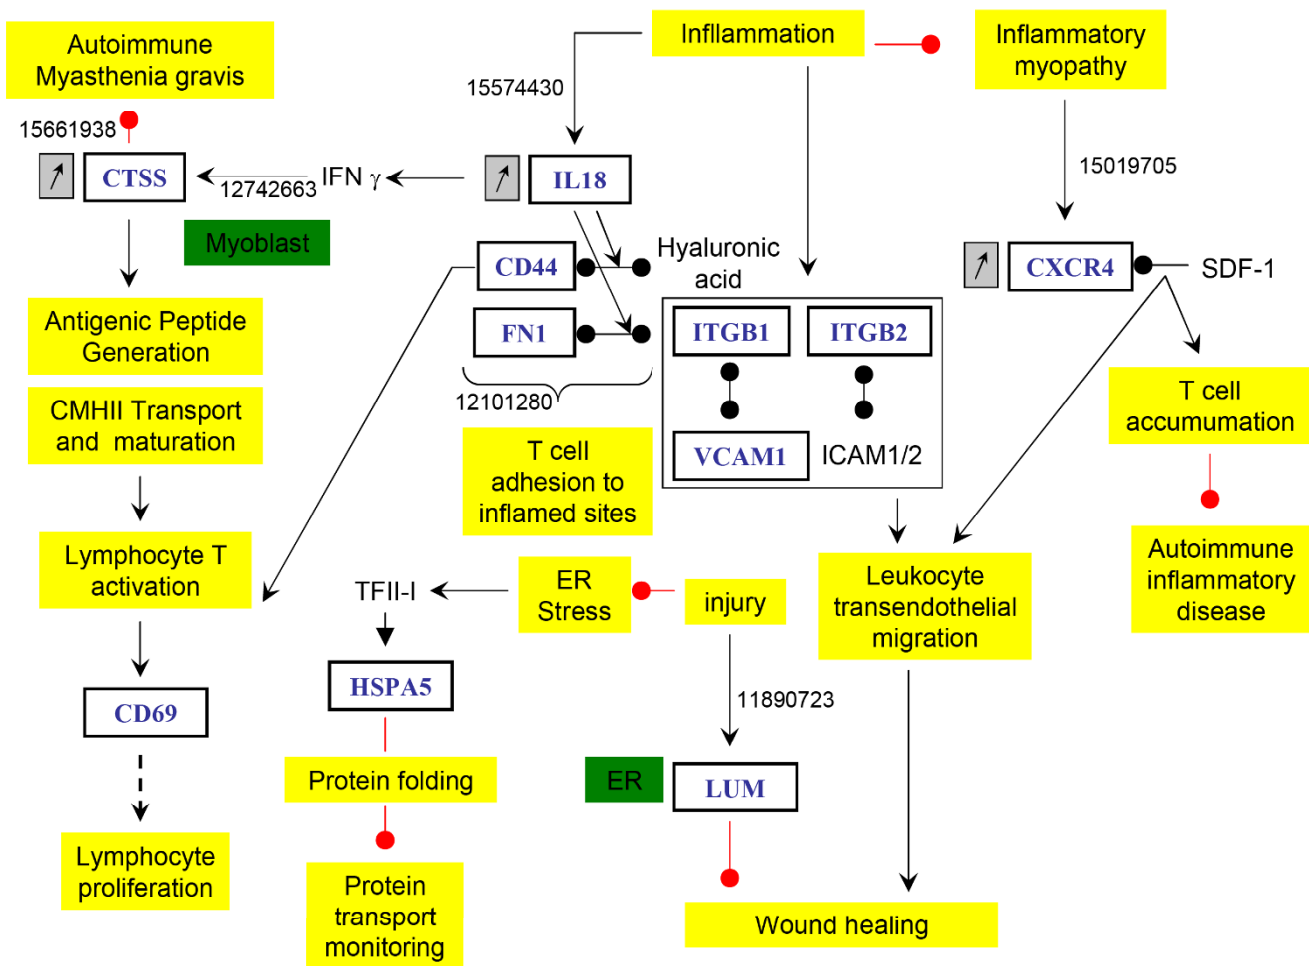 Autoimmune
Myasthenia gravis
Infllammation
Inflammatory
myopathy
15574430
15661938
CTSS
12742663
IFN γ
IL18
15019705
Myoblast
CD44
Hyaluronic
acid
CXCR4
SDF-1
Antigenic Peptide
Generation
FN1
ITGB1
ITGB2
12101280
CMHII Transport
and maturation
T cell
accumumation
T cell
adhesion to
inflamed sites
VCAM1
ICAM1/2
Lymphocyte T
activation
TFII-I
ER
Stress
injury
Leukocyte
transendothelial
migration
Autoimmune
inflammatory
disease
HSPA5
CD69
11890723
Protein folding
ER
LUM
Lymphocyte
proliferation
Protein
transport
monitoring
Wound healing